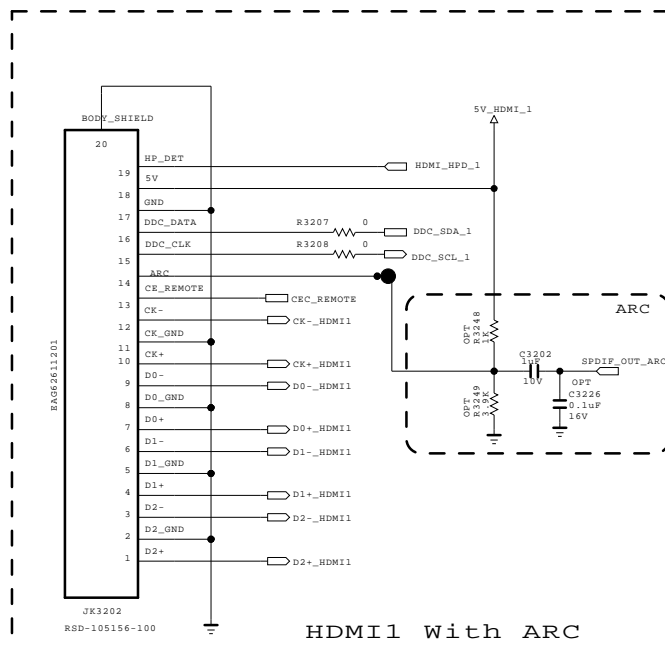 5V_HDMI_1
BODY_SHIELD
20
HP_DET
19
HDMI_HPD_1
5V
18
GND
17
DDC_DATA
16
R3207
0
DDC_SDA_1
DDC_CLK
15
R3208
0
DDC_SCL_1
ARC
14
CE_REMOTE
13
CEC_REMOTE
CK-
12
CK-_HDMI1
CK_GND
11
CK+
10
CK+_HDMI1
D0-
9
D0-_HDMI1
D0_GND
8
D0+
7
D0+_HDMI1
D1-
6
D1-_HDMI1
D1_GND
5
D1+
4
D1+_HDMI1
D2-
3
D2-_HDMI1
D2_GND
2
D2+
1
D2+_HDMI1
EAG62611201
JK3202
RSD-105156-100
ARC
OPT
R3248
1K
C3202
1uF
10V
SPDIF_OUT_ARC
OPT
R3249
3.9K
OPT
C3226
0.1uF
16V
HDMI1 With ARC